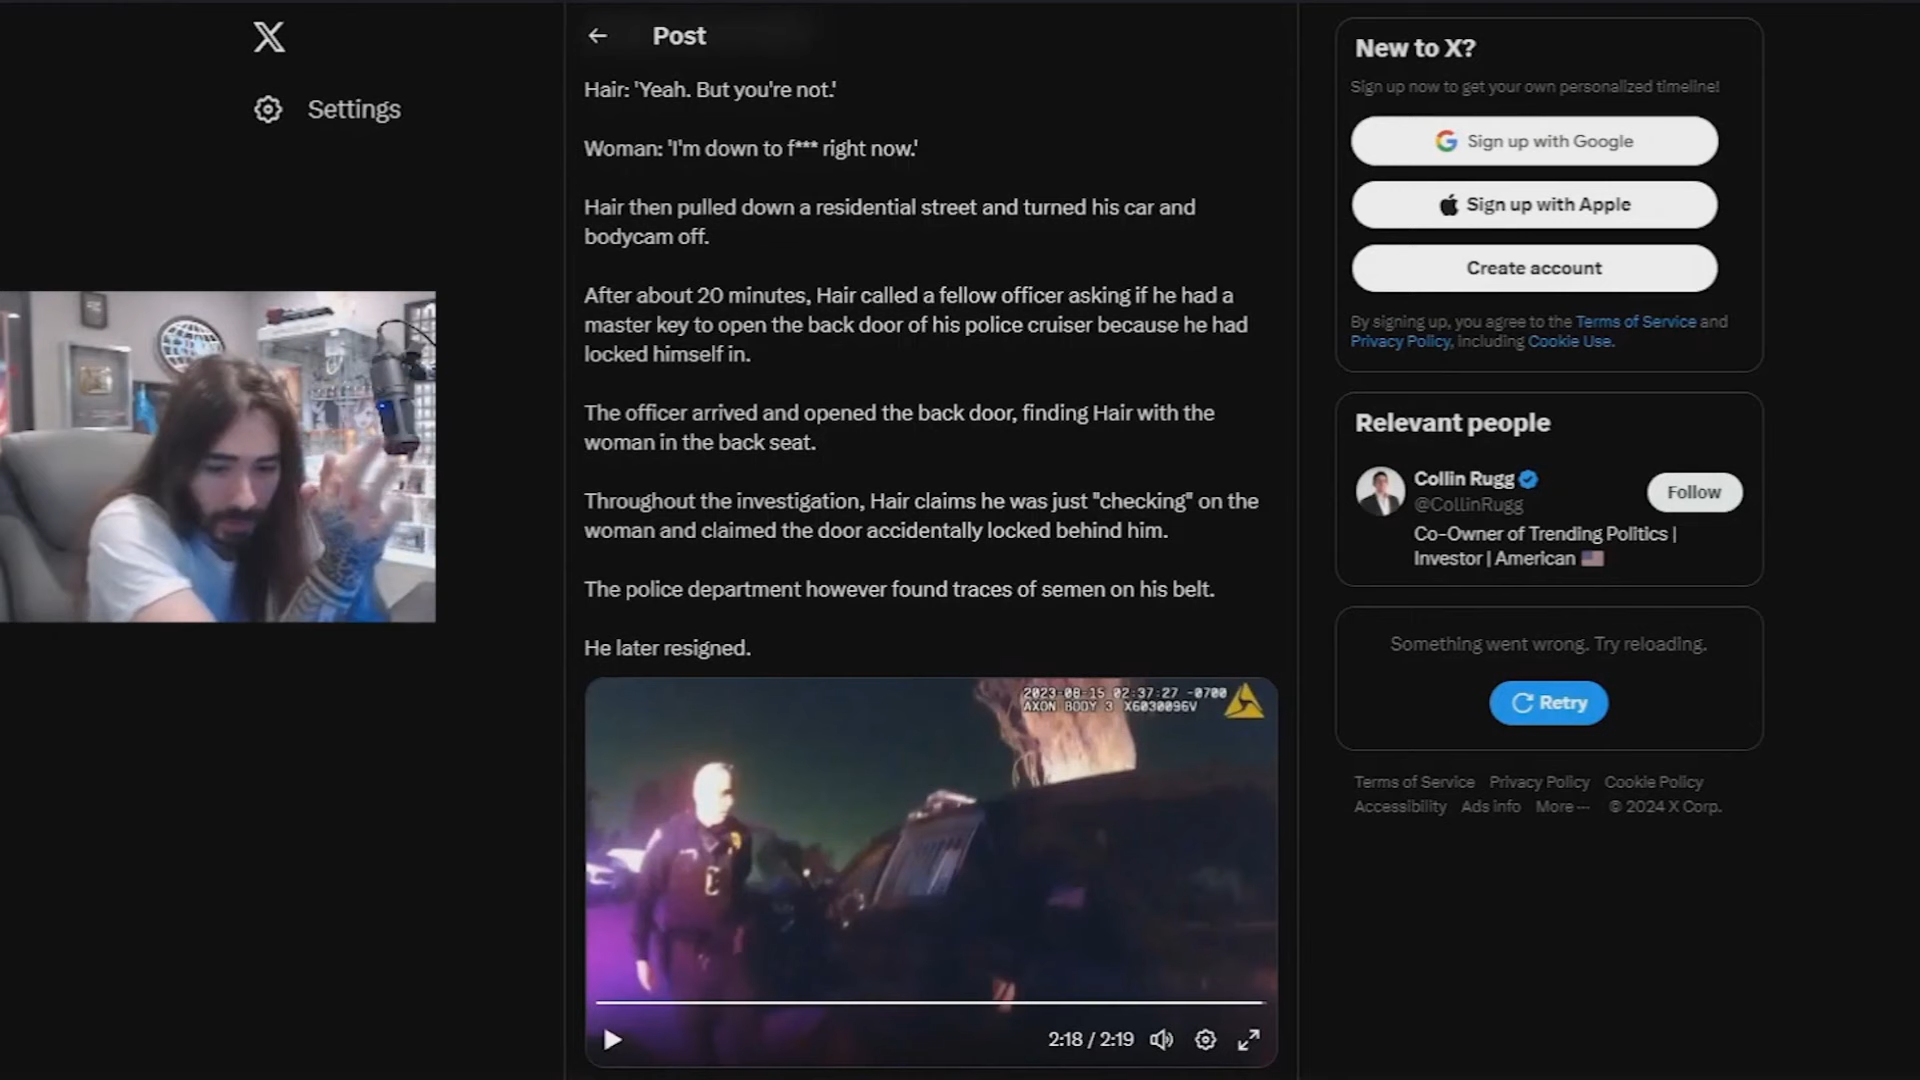 X
Settings
Post
Hair: 'Yeah. But you're not.'
Woman: 'I'm down to f*** right now.'
Hair then pulled down a residential street and turned his car and
bodycam off.
After about 20 minutes, Hair called a fellow officer asking if he had a
master key to open the back door of his police cruiser because he had
locked himself in.
The officer arrived and opened the back door, finding Hair with the
woman in the back seat.
Throughout the investigation, Hair claims he was just "checking" on the
woman and claimed the door accidentally locked behind him.
The police department however found traces of semen on his belt.
He later resigned.
2023-08-15 02:37:27 -0700
AXON BODY 3 X6030096V
2:18 / 2:19
New to X?
Sign up now to get your own personalized timeline!
Sign up with Google
Sign up with Apple
Create account
By signing up, you agree to the Terms of Service and
Privacy Policy, including Cookie Use.
Relevant people
Collin Rugg
@CollinRugg
Follow
Co-Owner of Trending Politics |
Investor | American 🇺🇸
Something went wrong. Try reloading.
Retry
Terms of Service Privacy Policy Cookie Policy
Accessibility Ads info More ··· © 2024 X Corp.